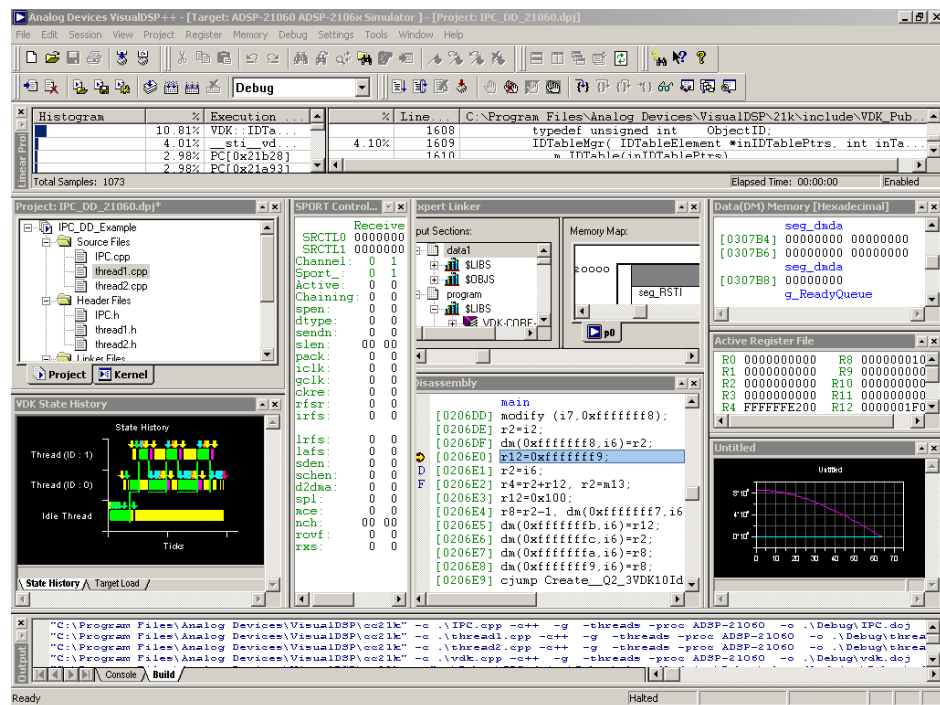 Analog Devices VisualDSP++ - [Target: ADSP-21060 ADSP-2106x Simulator ] - [Project: IPC_DD_21060.dpj]
File Edit Session View Project Register Memory Debug Settings Tools Window Help
Debug
Histogram % Execution ... % Line... C:\Program Files\Analog Devices\VisualDSP\21k\include\VDK_Pub..
10.81% VDK::IDTa... 1608 typedef unsigned int ObjectID;
4.01% __sti__vd... 4.10% 1609 IDTableMgr( IDTableElement *inIDTablePtrs, int inTa...
2.98% PC[0x21b28] 1610 m_IDTable(inIDTablePtrs)
2.98% PC[0x21a93]
Linear Pro
Total Samples: 1073 Elapsed Time: 00:00:00 Enabled
Project: IPC_DD_21060.dpj*
IPC_DD_Example
Source Files
IPC.cpp
thread1.cpp
thread2.cpp
Header Files
IPC.h
thread1.h
thread2.h
Linker Files
Project Kernel
VDK State History
State History
Thread (ID : 1)
Thread (ID : 0)
Idle Thread
Ticks
State History Target Load
SPORT Control...
Receive
SRCTL0 0000000
SRCTL1 0000000
Channel: 0 1
Sport_: 0 1
Active: 0 0
Chaining: 0 0
spen: 0 0
dtype: 0 0
sendn: 0 0
slen: 00 00
pack: 0 0
iclk: 0 0
gclk: 0 0
ckre: 0 0
rfsr: 0 0
irfs: 0 0
lrfs: 0 0
lafs: 0 0
sden: 0 0
schen: 0 0
d2dma: 0 0
spl: 0 0
mce: 0 0
nch: 00 00
rovf: 0 0
rxs: 0 0
xpert Linker
put Sections:
data1
$LIBS
$OBJS
program
$LIBS
VDK-CORE-
Memory Map:
20000
seg_RSTI
p0
Disassembly
main
[0206DD] modify (i7,0xfffffff8);
[0206DE] r2=i2;
[0206DF] dm(0xfffffff8,i6)=r2;
[0206E0] r12=0xfffffff9;
D [0206E1] r2=i6;
F [0206E2] r4=r2+r12, r2=m13;
[0206E3] r12=0x100;
[0206E4] r8=r2-1, dm(0xfffffff7,i6
[0206E5] dm(0xfffffffb,i6)=r12;
[0206E6] dm(0xfffffffc,i6)=r2;
[0206E7] dm(0xfffffffa,i6)=r8;
[0206E8] dm(0xfffffff9,i6)=r8;
[0206E9] cjump Create__Q2_3VDK10Id
Data(DM) Memory [Hexadecimal]
seg_dmda
[0307B4] 00000000 00000000
[0307B6] 00000000 00000000
seg_dmda
[0307B8] 00000000
g_ReadyQueue
Active Register File
R0 0000000000 R8 000000010
R1 0000000000 R9 000000000
R2 0000000000 R10 000000000
R3 0000000000 R11 000000000
R4 FFFFFFE200 R12 0000001F0
Untitled
Untitled
8*10⁴
4*10⁴
0*10⁰
0 10 20 30 40 50 60 70
Output
"C:\Program Files\Analog Devices\VisualDSP\cc21k" -c .\IPC.cpp -c++ -g -threads -proc ADSP-21060 -o .\Debug\IPC.doj
"C:\Program Files\Analog Devices\VisualDSP\cc21k" -c .\thread1.cpp -c++ -g -threads -proc ADSP-21060 -o .\Debug\threa
"C:\Program Files\Analog Devices\VisualDSP\cc21k" -c .\thread2.cpp -c++ -g -threads -proc ADSP-21060 -o .\Debug\threa
"C:\Program Files\Analog Devices\VisualDSP\cc21k" -c .\vdk.cpp -c++ -g -threads -proc ADSP-21060 -o .\Debug\vdk.doj
Console Build
Ready Halted